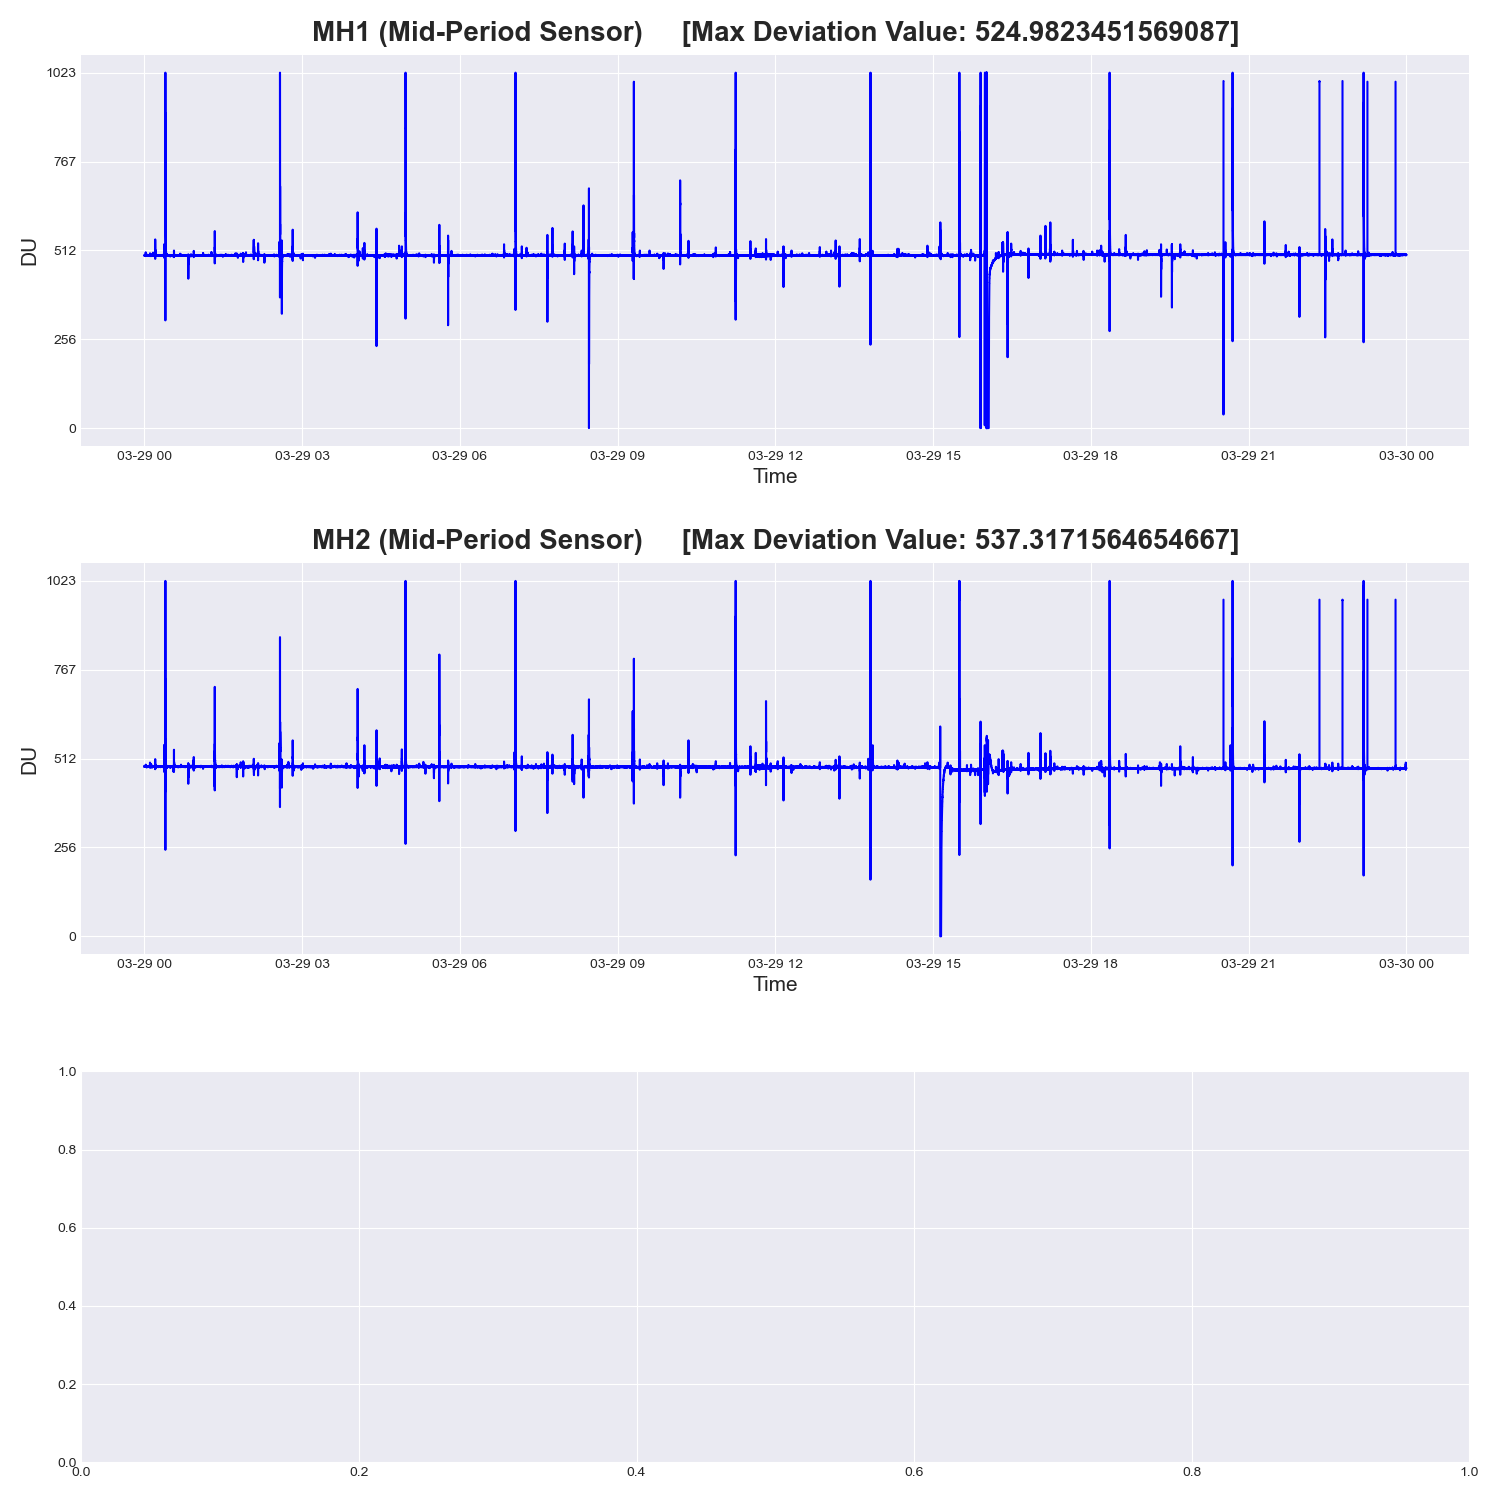 MH1 (Mid-Period Sensor) [Max Deviation Value: 524.9823451569087]
1023
767
512
256
0
DU
03-29 00 03-29 03 03-29 06 03-29 09 03-29 12 03-29 15 03-29 18 03-29 21 03-30 00
Time
MH2 (Mid-Period Sensor) [Max Deviation Value: 537.3171564654667]
1023
767
512
256
0
DU
03-29 00 03-29 03 03-29 06 03-29 09 03-29 12 03-29 15 03-29 18 03-29 21 03-30 00
Time
1.0
0.8
0.6
0.4
0.2
0.0
0.0 0.2 0.4 0.6 0.8 1.0